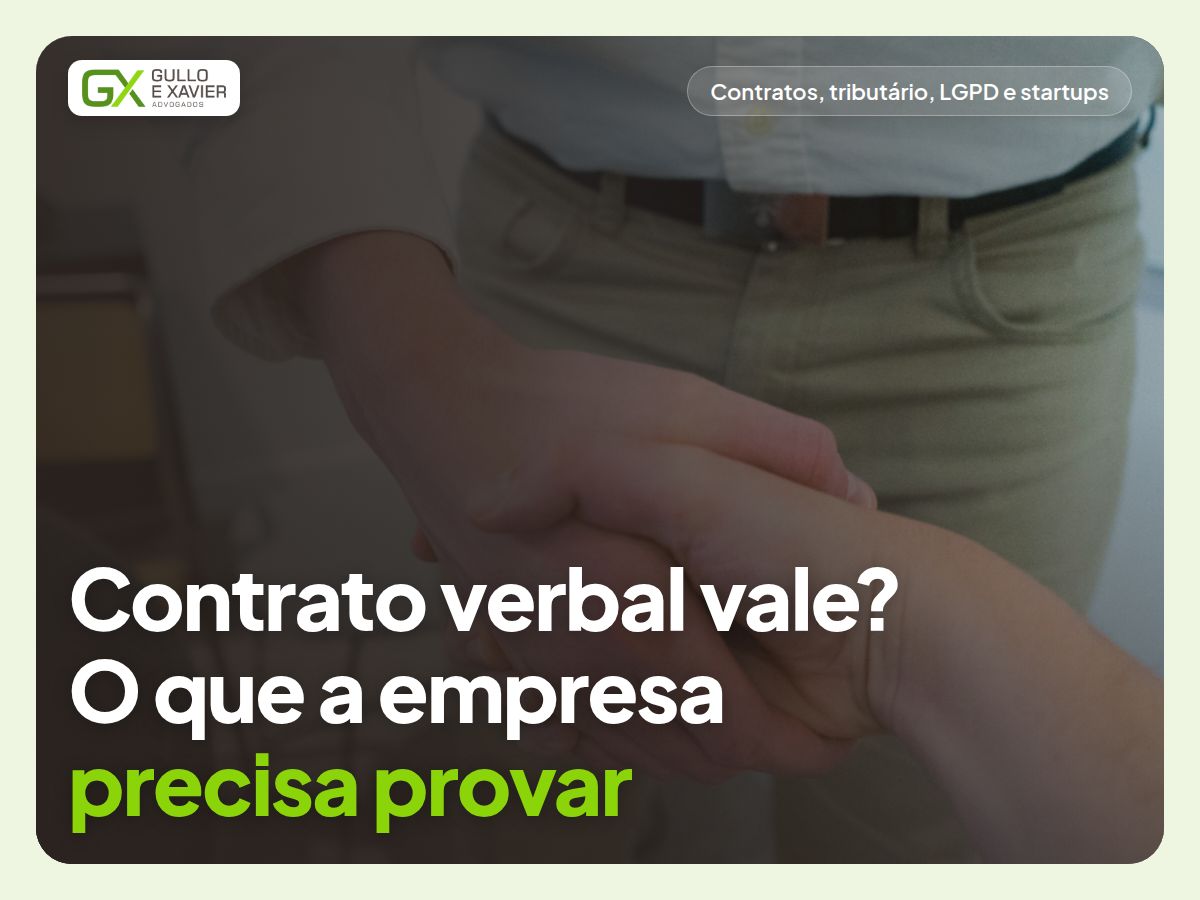 GX GULLO
E XAVIER
ADVOGADOS
Contratos, tributário, LGPD e startups
Contrato verbal vale?
O que a empresa
precisa provar